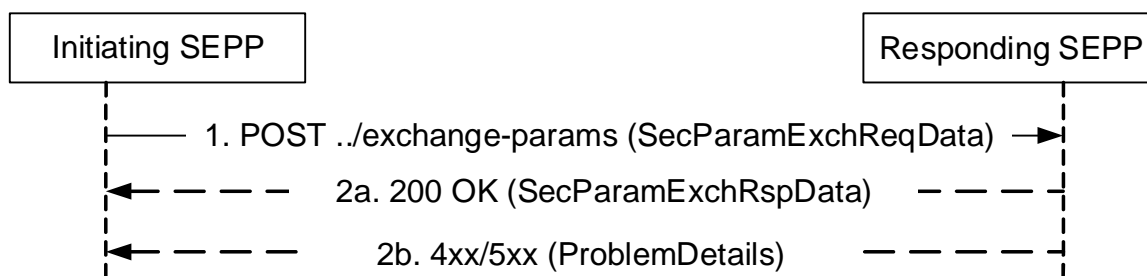 Initiating SEPP
Responding SEPP
1. POST ../exchange-params (SecParamExchReqData)
2a. 200 OK (SecParamExchRspData)
2b. 4xx/5xx (ProblemDetails)